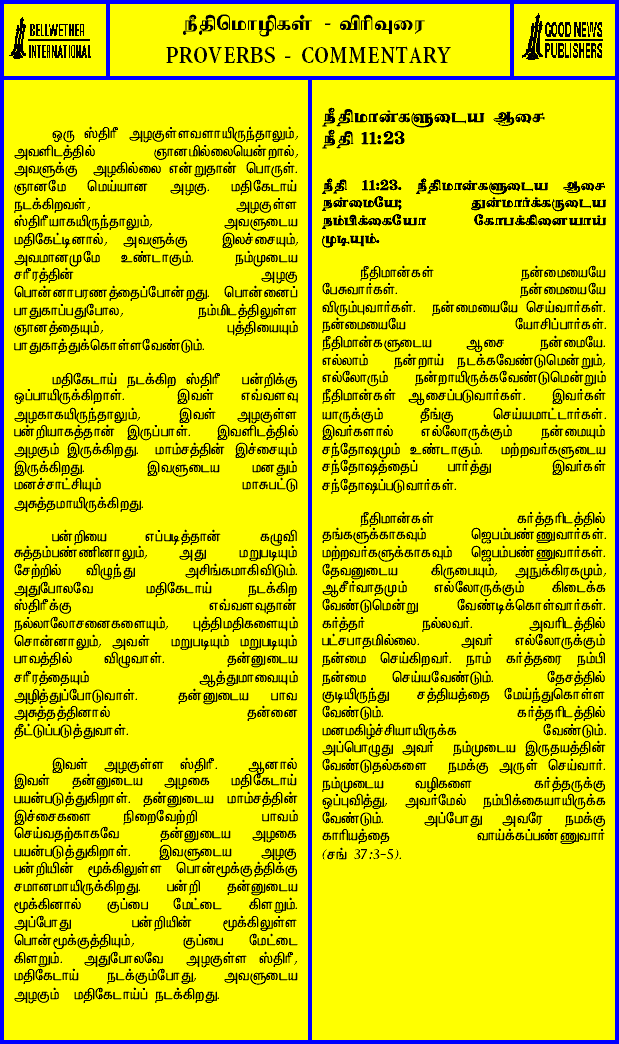 BELLWETHER
INTERNATIONAL
நீதிமொழிகள் - விரிவுரை
PROVERBS - COMMENTARY
GOOD NEWS
PUBLISHERS
ஒரு ஸ்திரீ அழகுள்ளவளாயிருந்தாலும்,
அவளிடத்தில் ஞானமில்லையென்றால்,
அவளுக்கு அழகில்லை என்றுதான் பொருள்.
ஞானமே மெய்யான அழகு. மதிகேடாய்
நடக்கிறவள், அழகுள்ள
ஸ்திரீயாகயிருந்தாலும், அவளுடைய
மதிகேட்டினால், அவளுக்கு இலச்சையும்,
அவமானமுமே உண்டாகும். நம்முடைய
சரீரத்தின் அழகு
பொன்னாபரணத்தைப்போன்றது. பொன்னைப்
பாதுகாப்பதுபோல, நம்மிடத்திலுள்ள
ஞானத்தையும், புத்தியையும்
பாதுகாத்துக்கொள்ளவேண்டும்.
மதிகேடாய் நடக்கிற ஸ்திரீ பன்றிக்கு
ஒப்பாயிருக்கிறாள். இவள் எவ்வளவு
அழகாகயிருந்தாலும், இவள் அழகுள்ள
பன்றியாகத்தான் இருப்பாள். இவளிடத்தில்
அழகும் இருக்கிறது. மாம்சத்தின் இச்சையும்
இருக்கிறது. இவளுடைய மனதும்
மனச்சாட்சியும் மாசுபட்டு
அசுத்தமாயிருக்கிறது.
பன்றியை எப்படித்தான் கழுவி
சுத்தம்பண்ணினாலும், அது மறுபடியும்
சேற்றில் விழுந்து அசிங்கமாகிவிடும்.
அதுபோலவே மதிகேடாய் நடக்கிற
ஸ்திரீக்கு எவ்வளவுதான்
நல்லாலோசனைகளையும், புத்திமதிகளையும்
சொன்னாலும், அவள் மறுபடியும் மறுபடியும்
பாவத்தில் விழுவாள். தன்னுடைய
சரீரத்தையும் ஆத்துமாவையும்
அழித்துப்போடுவாள். தன்னுடைய பாவ
அசுத்தத்தினால் தன்னை
தீட்டுப்படுத்துவாள்.
இவள் அழகுள்ள ஸ்திரீ. ஆனால்
இவள் தன்னுடைய அழகை மதிகேடாய்
பயன்படுத்துகிறாள். தன்னுடைய மாம்சத்தின்
இச்சைகளை நிறைவேற்றி பாவம்
செய்வதற்காகவே தன்னுடைய அழகை
பயன்படுத்துகிறாள். இவளுடைய அழகு
பன்றியின் மூக்கிலுள்ள பொன்மூக்குத்திக்கு
சமானமாயிருக்கிறது. பன்றி தன்னுடைய
மூக்கினால் குப்பை மேட்டை கிளறும்.
அப்போது பன்றியின் மூக்கிலுள்ள
பொன்மூக்குத்தியும், குப்பை மேட்டை
கிளறும். அதுபோலவே அழகுள்ள ஸ்திரீ,
மதிகேடாய் நடக்கும்போது, அவளுடைய
அழகும் மதிகேடாய்ப் நடக்கிறது.
நீதிமான்களுடைய ஆசை
நீதி 11:23
நீதி 11:23. நீதிமான்களுடைய ஆசை
நன்மையே; துன்மார்க்கருடைய
நம்பிக்கையோ கோபக்கினையாய்
முடியும்.
நீதிமான்கள் நன்மையையே
பேசுவார்கள். நன்மையையே
விரும்புவார்கள். நன்மையையே செய்வார்கள்.
நன்மையையே யோசிப்பார்கள்.
நீதிமான்களுடைய ஆசை நன்மையே.
எல்லாம் நன்றாய் நடக்கவேண்டுமென்றும்,
எல்லோரும் நன்றாயிருக்கவேண்டுமென்றும்
நீதிமான்கள் ஆசைப்படுவார்கள். இவர்கள்
யாருக்கும் தீங்கு செய்யமாட்டார்கள்.
இவர்களால் எல்லோருக்கும் நன்மையும்
சந்தோஷமும் உண்டாகும். மற்றவர்களுடைய
சந்தோஷத்தைப் பார்த்து இவர்கள்
சந்தோஷப்படுவார்கள்.
நீதிமான்கள் கர்த்தரிடத்தில்
தங்களுக்காகவும் ஜெபம்பண்ணுவார்கள்.
மற்றவர்களுக்காகவும் ஜெபம்பண்ணுவார்கள்.
தேவனுடைய கிருபையும், அநுக்கிரகமும்,
ஆசீர்வாதமும் எல்லோருக்கும் கிடைக்க
வேண்டுமென்று வேண்டிக்கொள்வார்கள்.
கர்த்தர் நல்லவர். அவரிடத்தில்
பட்சபாதமில்லை. அவர் எல்லோருக்கும்
நன்மை செய்கிறவர். நாம் கர்த்தரை நம்பி
நன்மை செய்யவேண்டும். தேசத்தில்
குடியிருந்து சத்தியத்தை மேய்ந்துகொள்ள
வேண்டும். கர்த்தரிடத்தில்
மனமகிழ்ச்சியாயிருக்க வேண்டும்.
அப்பொழுது அவர் நம்முடைய இருதயத்தின்
வேண்டுதல்களை நமக்கு அருள் செய்வார்.
நம்முடைய வழிகளை கர்த்தருக்கு
ஒப்புவித்து, அவர்மேல் நம்பிக்கையாயிருக்க
வேண்டும். அப்போது அவரே நமக்கு
காரியத்தை வாய்க்கப்பண்ணுவார்
(சங் 37:3-5).